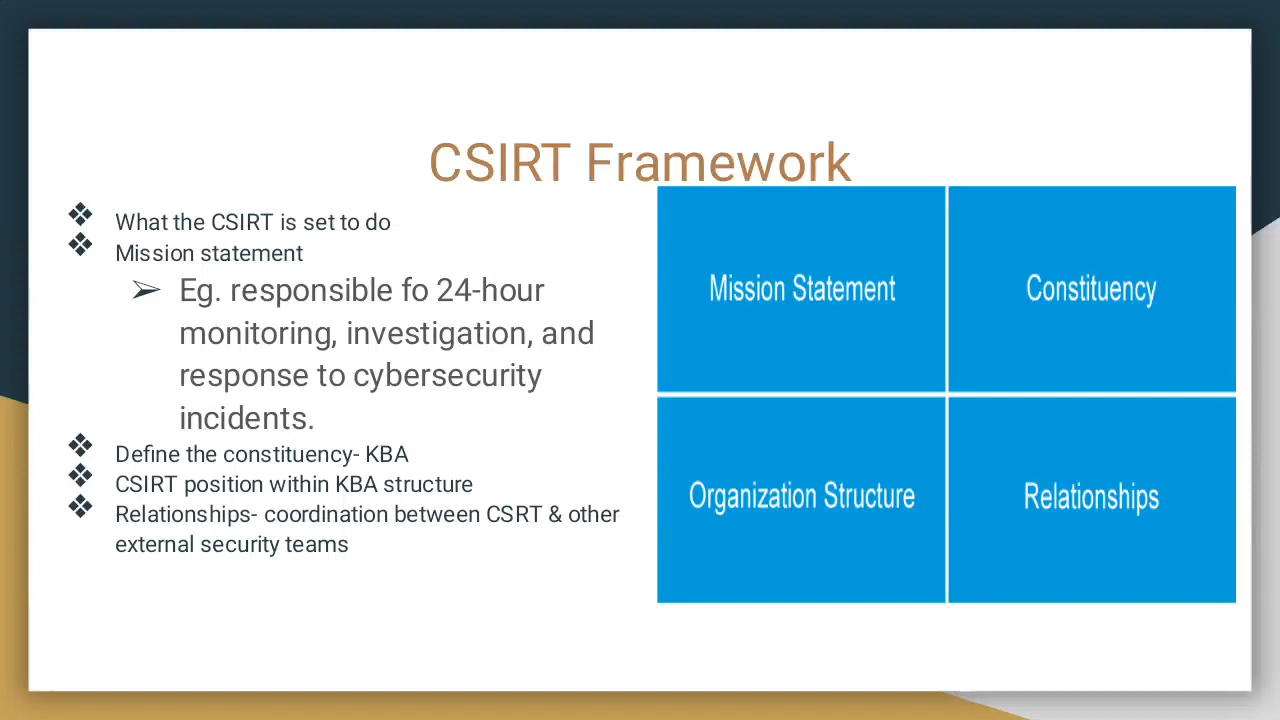 CSIRT Framework
❖ What the CSIRT is set to do
❖ Mission statement
➢ Eg. responsible fo 24-hour
monitoring, investigation, and
response to cybersecurity
incidents.
❖ Define the constituency- KBA
❖ CSIRT position within KBA structure
❖ Relationships- coordination between CSRT & other
external security teams
Mission Statement
Constituency
Organization Structure
Relationships